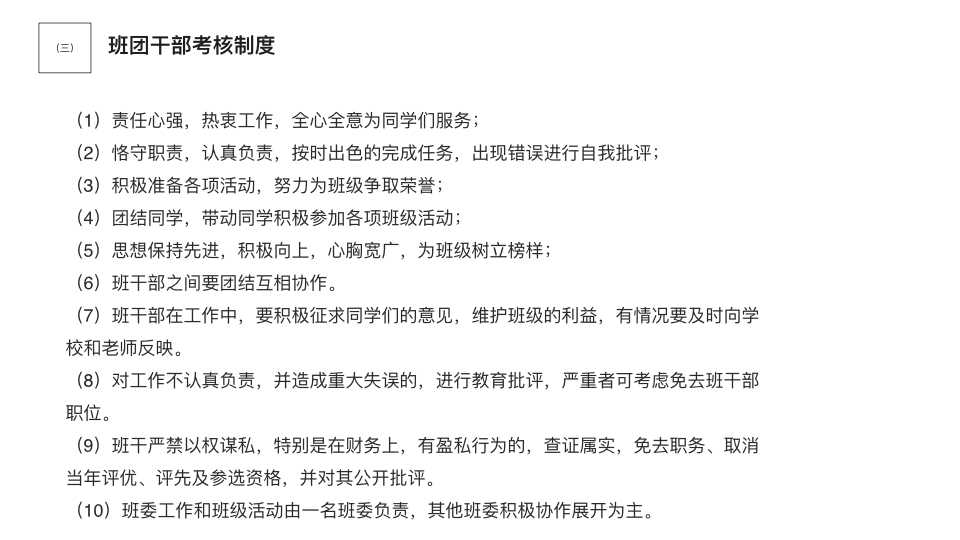 （三）
班团干部考核制度
（1）责任心强，热衷工作，全心全意为同学们服务；
（2）恪守职责，认真负责，按时出色的完成任务，出现错误进行自我批评；
（3）积极准备各项活动，努力为班级争取荣誉；
（4）团结同学，带动同学积极参加各项班级活动；
（5）思想保持先进，积极向上，心胸宽广，为班级树立榜样；
（6）班干部之间要团结互相协作。
（7）班干部在工作中，要积极征求同学们的意见，维护班级的利益，有情况要及时向学
校和老师反映。
（8）对工作不认真负责，并造成重大失误的，进行教育批评，严重者可考虑免去班干部
职位。
（9）班干严禁以权谋私，特别是在财务上，有盈私行为的，查证属实，免去职务、取消
当年评优、评先及参选资格，并对其公开批评。
（10）班委工作和班级活动由一名班委负责，其他班委积极协作展开为主。